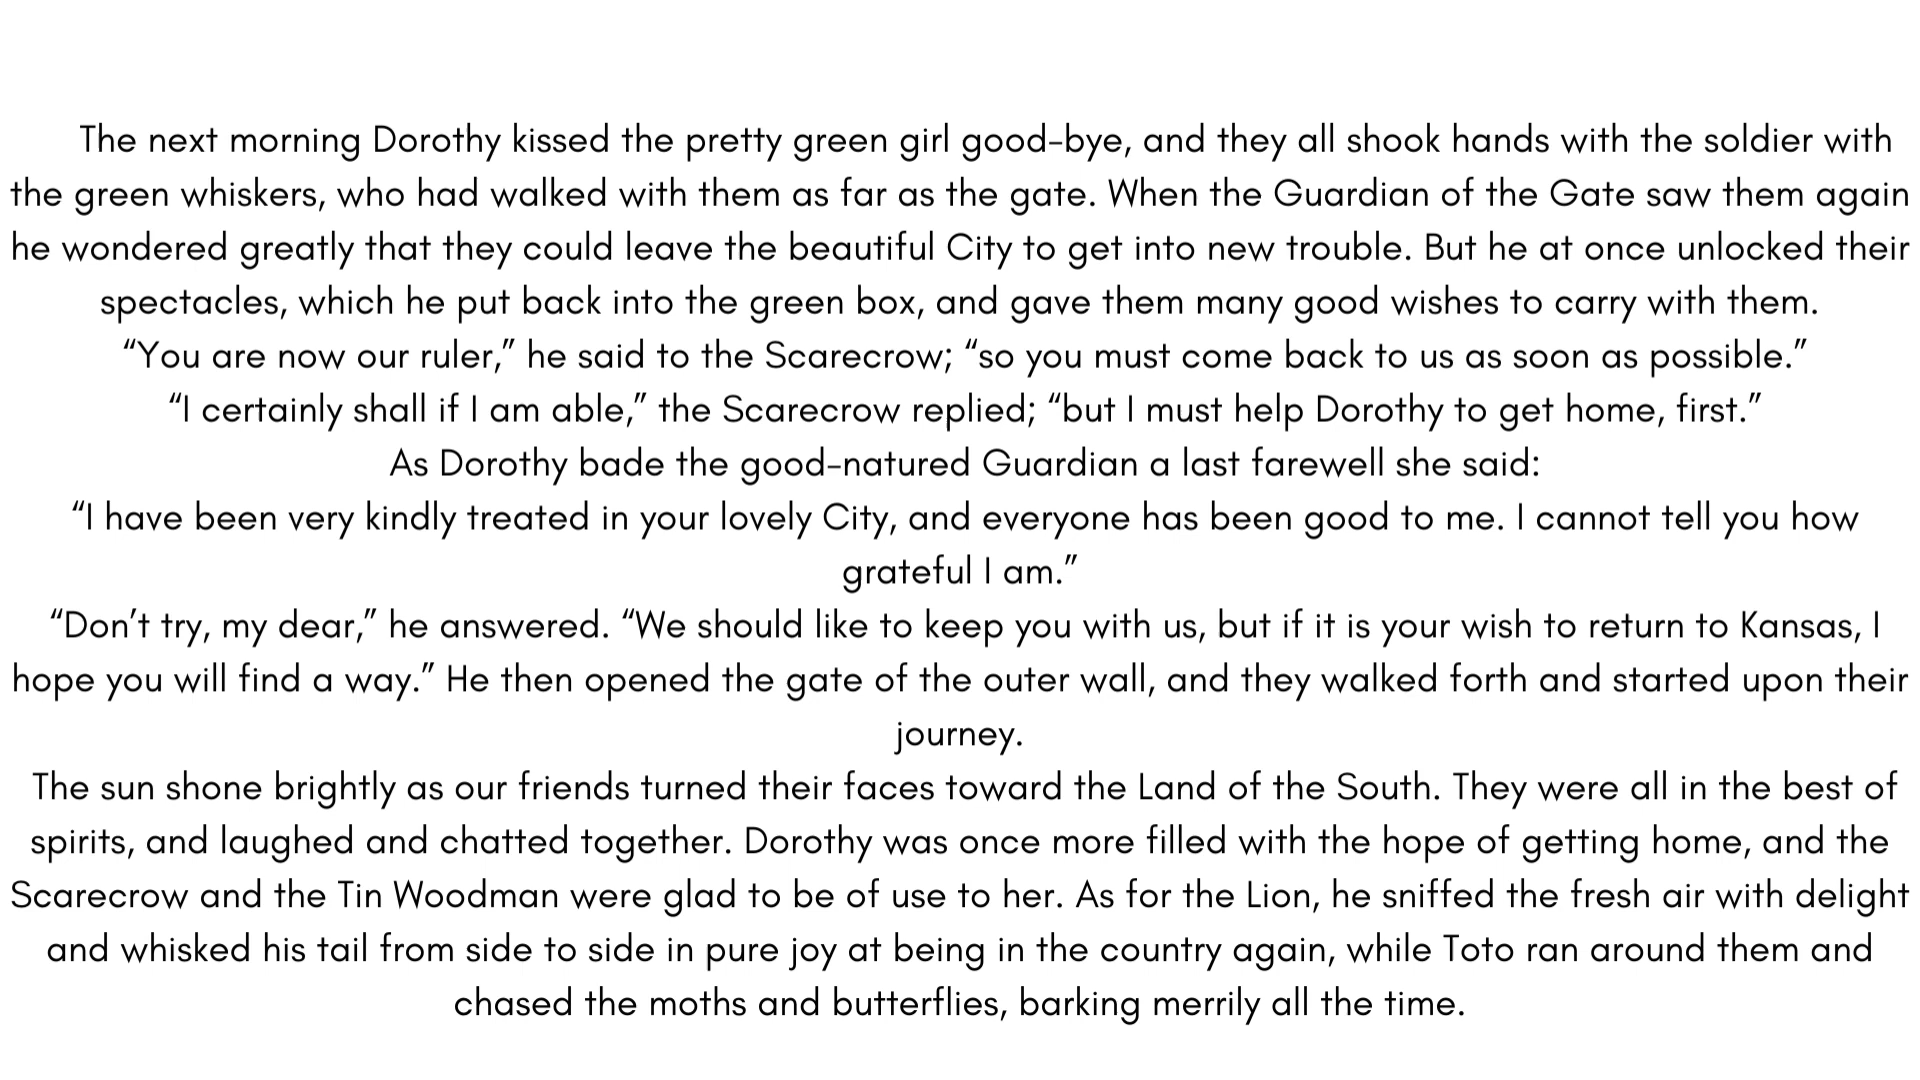 The next morning Dorothy kissed the pretty green girl good-bye, and they all shook hands with the soldier with
the green whiskers, who had walked with them as far as the gate. When the Guardian of the Gate saw them again
he wondered greatly that they could leave the beautiful City to get into new trouble. But he at once unlocked their
spectacles, which he put back into the green box, and gave them many good wishes to carry with them.
“You are now our ruler,” he said to the Scarecrow; “so you must come back to us as soon as possible.”
“I certainly shall if I am able,” the Scarecrow replied; “but I must help Dorothy to get home, first.”
As Dorothy bade the good-natured Guardian a last farewell she said:
“I have been very kindly treated in your lovely City, and everyone has been good to me. I cannot tell you how
grateful I am.”
“Don’t try, my dear,” he answered. “We should like to keep you with us, but if it is your wish to return to Kansas, I
hope you will find a way.” He then opened the gate of the outer wall, and they walked forth and started upon their
journey.
The sun shone brightly as our friends turned their faces toward the Land of the South. They were all in the best of
spirits, and laughed and chatted together. Dorothy was once more filled with the hope of getting home, and the
Scarecrow and the Tin Woodman were glad to be of use to her. As for the Lion, he sniffed the fresh air with delight
and whisked his tail from side to side in pure joy at being in the country again, while Toto ran around them and
chased the moths and butterflies, barking merrily all the time.